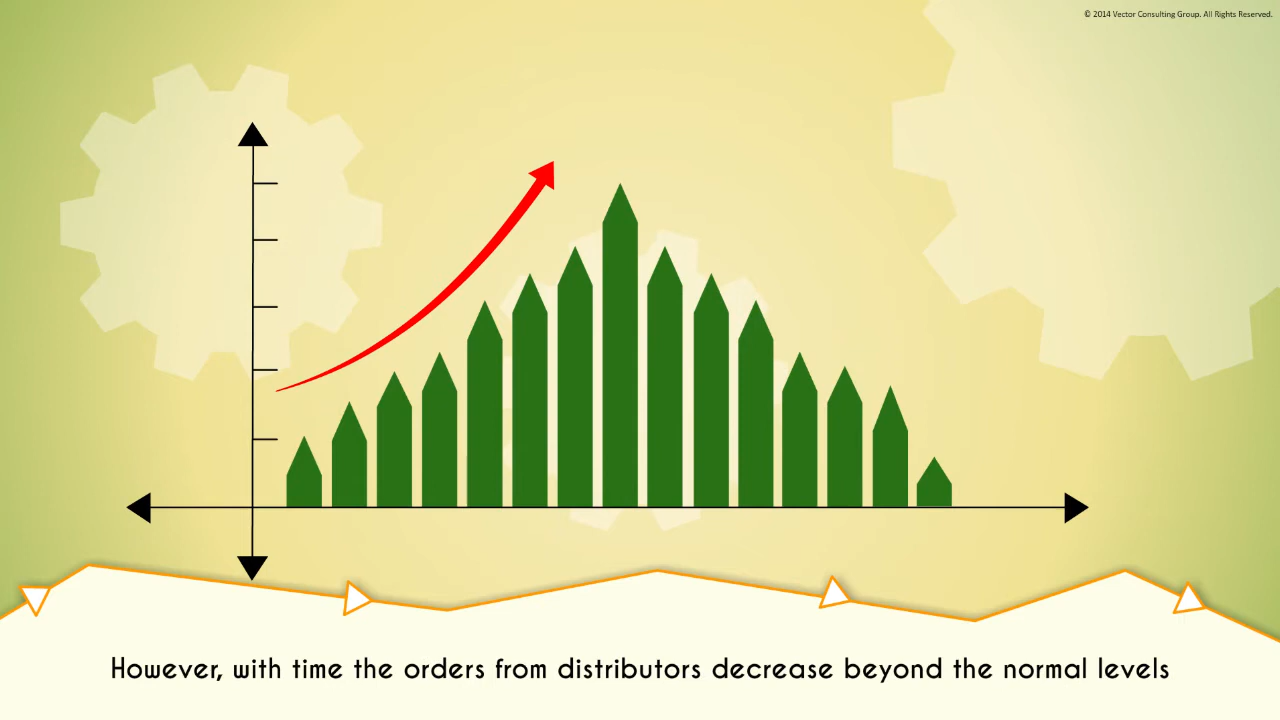 © 2014 Vector Consulting Group. All Rights Reserved.
However, with time the orders from distributors decrease beyond the normal levels